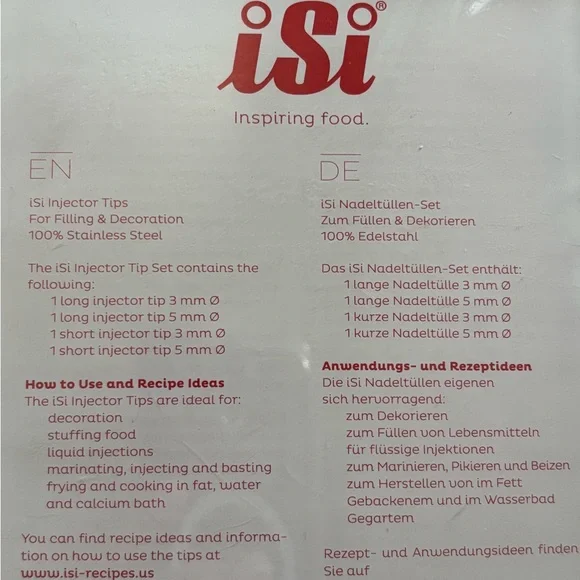 iSi®
Inspiring food.
EN
iSi Injector Tips
For Filling & Decoration
100% Stainless Steel
The iSi Injector Tip Set contains the
following:
1 long injector tip 3 mm Ø
1 long injector tip 5 mm Ø
1 short injector tip 3 mm Ø
1 short injector tip 5 mm Ø
How to Use and Recipe Ideas
The iSi Injector Tips are ideal for:
decoration
stuffing food
liquid injections
marinating, injecting and basting
frying and cooking in fat, water
and calcium bath
You can find recipe ideas and informa-
tion on how to use the tips at
www.isi-recipes.us
DE
iSi Nadeltüllen-Set
Zum Füllen & Dekorieren
100% Edelstahl
Das iSi Nadeltüllen-Set enthält:
1 lange Nadeltülle 3 mm Ø
1 lange Nadeltülle 5 mm Ø
1 kurze Nadeltülle 3 mm Ø
1 kurze Nadeltülle 5 mm Ø
Anwendungs- und Rezeptideen
Die iSi Nadeltüllen eigenen
sich hervorragend:
zum Dekorieren
zum Füllen von Lebensmitteln
für flüssige Injektionen
zum Marinieren, Pikieren und Beizen
zum Herstellen von im Fett
Gebackenem und im Wasserbad
Gegartem
Rezept- und Anwendungsideen finden
Sie auf